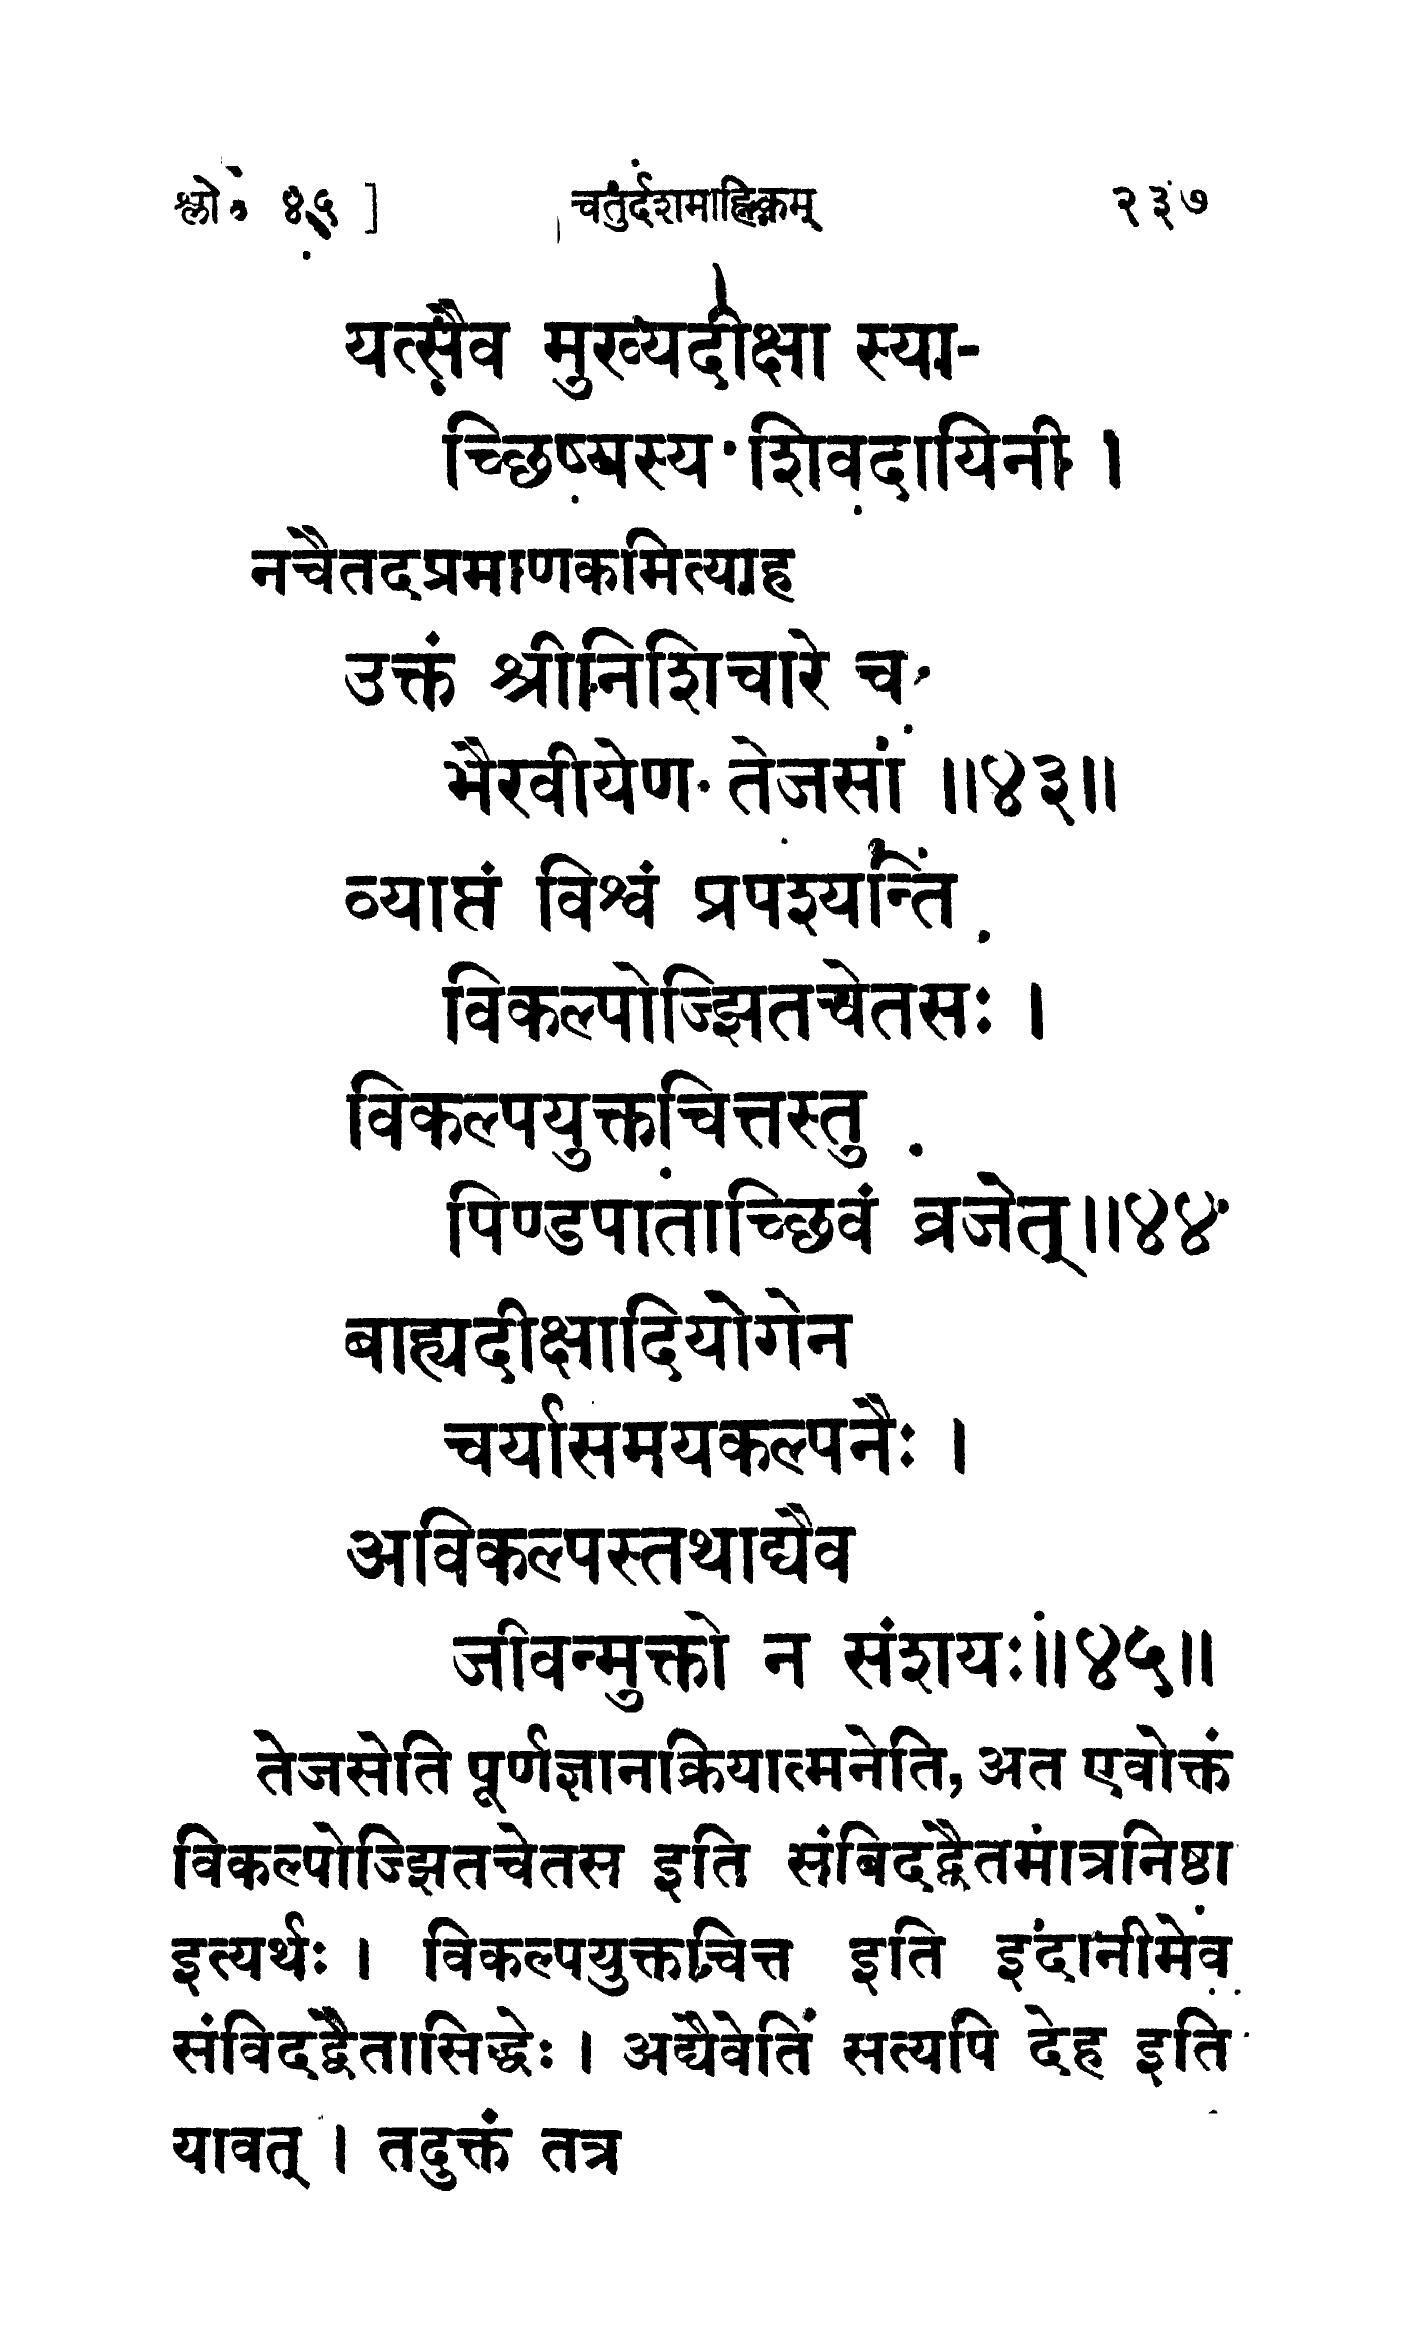 श्लो० ४५ ] चतुर्दशमाह्निकम् २३७
यत्सैव मुख्यदीक्षा स्या-
च्छिष्यस्य शिवदायिनी ।
नचैतदप्रमाणकमित्याह
उक्तं श्रीनिशिचारे च
भैरवीयेण तेजसा ॥४३॥
व्याप्तं विश्वं प्रपश्यन्ति
विकल्पोज्झितचेतसः ।
विकल्पयुक्तचित्तस्तु
पिण्डपाताच्छिवं व्रजेत्॥४४
बाह्यदीक्षादियोगेन
चर्यासमयकल्पनैः ।
अविकल्पस्तथाद्यैव
जीवन्मुक्तो न संशयः॥४५॥
तेजसेति पूर्णज्ञानक्रियात्मनेति, अत एवोक्तं
विकल्पोज्झितचेतस इति संबिदद्वैतमात्रनिष्ठा
इत्यर्थः । विकल्पयुक्तचित्त इति इदानीमेव
संविदद्वैतासिद्धेः । अद्यैवेति सत्यपि देह इति
यावत् । तदुक्तं तत्र